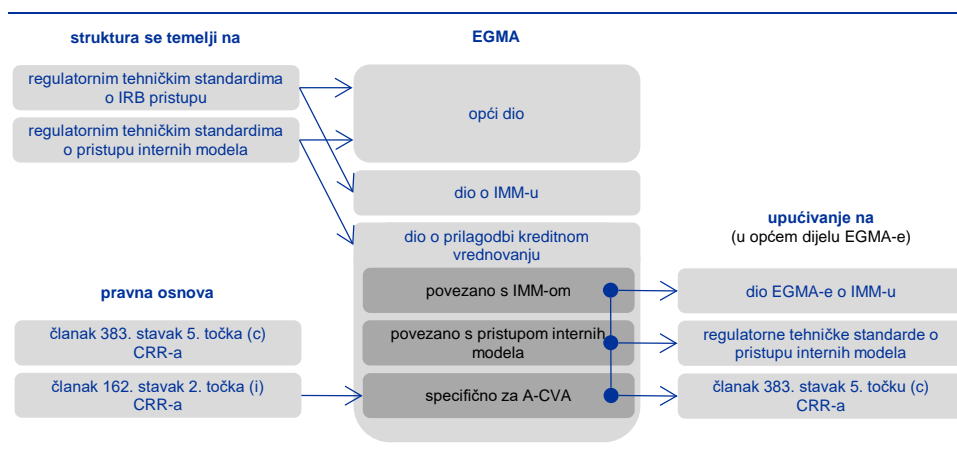 struktura se temelji na
EGMA
regulatornim tehničkim standardima
o IRB pristupu
regulatornim tehničkim standardima
o pristupu internih modela
opći dio
dio o IMM-u
dio o prilagodbi kreditnom
vrednovanju
upućivanje na
(u općem dijelu EGMA-e)
pravna osnova
povezano s IMM-om
dio EGMA-e o IMM-u
članak 383. stavak 5. točka (c)
CRR-a
povezano s pristupom internih
modela
regulatorne tehničke standarde o
pristupu internih modela
članak 162. stavak 2. točka (i)
CRR-a
specifično za A-CVA
članak 383. stavak 5. točku (c)
CRR-a